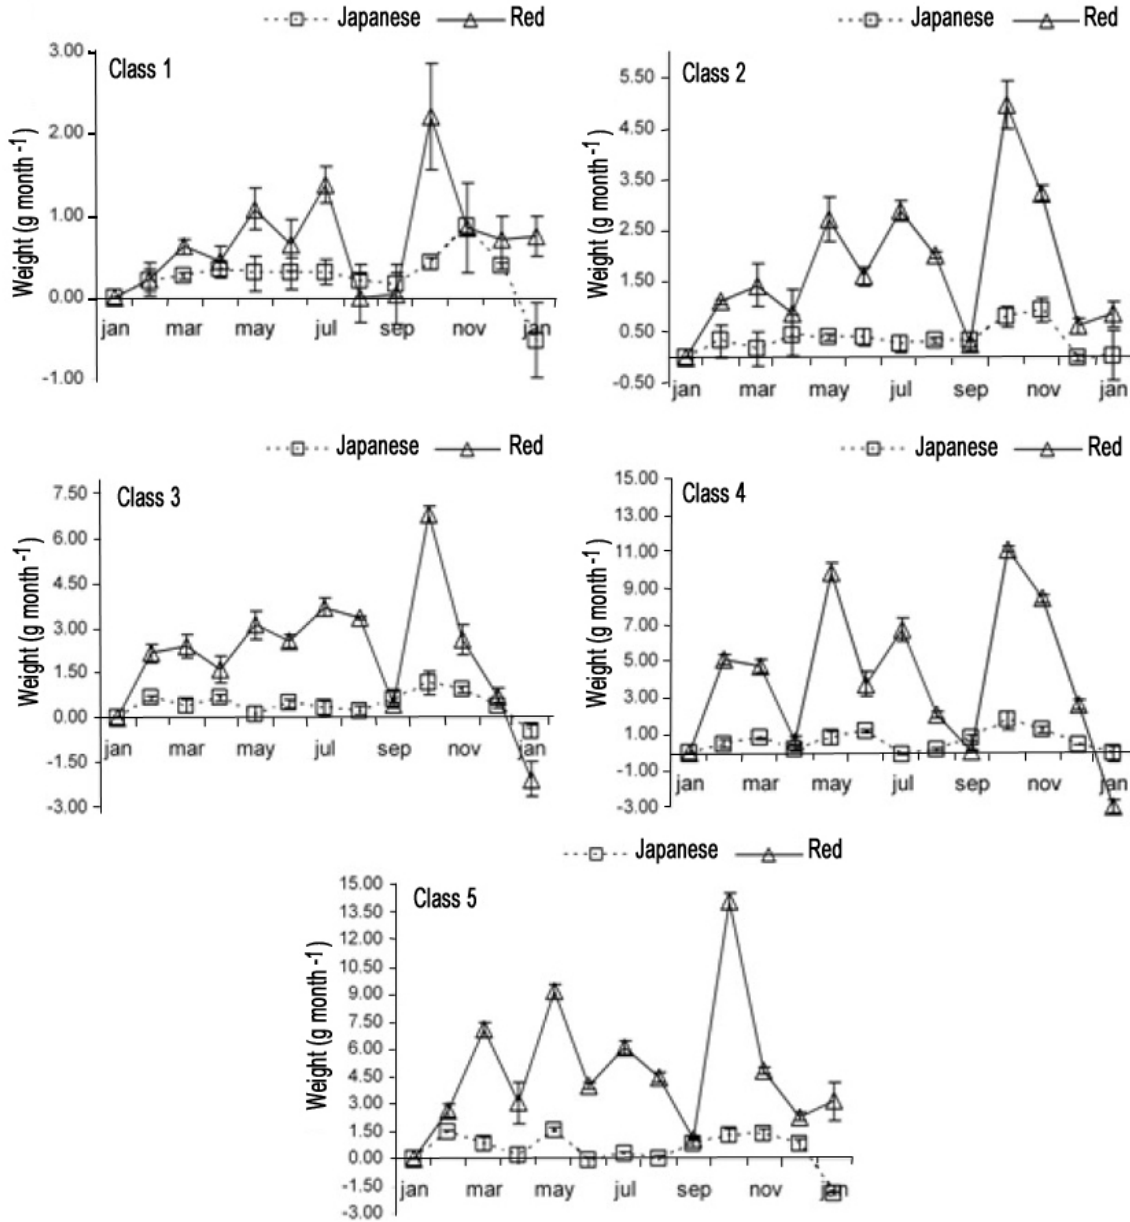 Japanese Red
Class 1
Weight (g month -1)
3.00
2.00
1.00
0.00
-1.00
jan mar may jul sep nov jan
Japanese Red
Class 2
Weight (g month -1)
5.50
4.50
3.50
2.50
1.50
0.50
-0.50
jan mar may jul sep nov jan
Japanese Red
Class 3
Weight (g month -1)
7.50
6.00
4.50
3.00
1.50
0.00
-1.50
-3.00
jan mar may jul sep nov jan
Japanese Red
Class 4
Weight (g month -1)
15.00
13.00
11.00
9.00
7.00
5.00
3.00
1.00
-1.00
-3.00
jan mar may jul sep nov jan
Japanese Red
Class 5
Weight (g month -1)
15.00
13.50
12.00
10.50
9.00
7.50
6.00
4.50
3.00
1.50
0.00
-1.50
-3.00
jan mar may jul sep nov jan